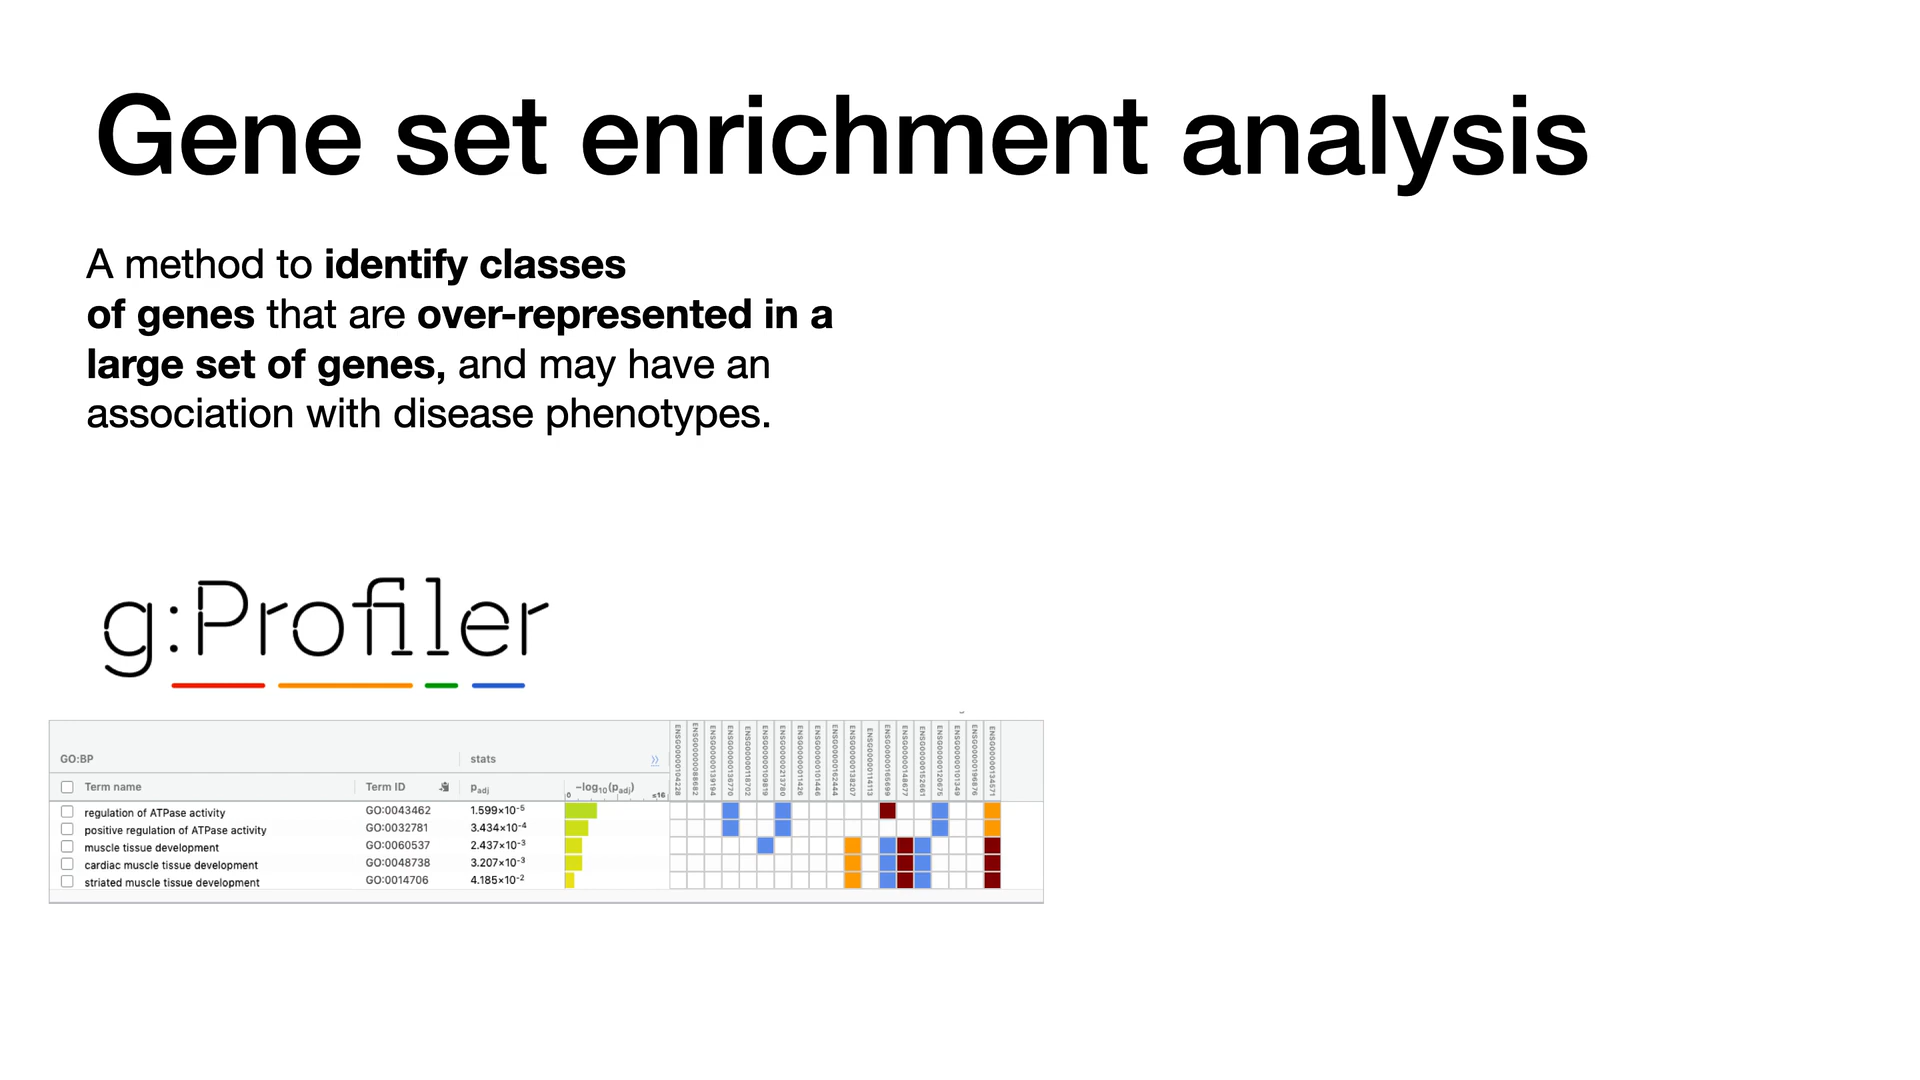 Gene set enrichment analysis
A method to identify classes
of genes that are over-represented in a
large set of genes, and may have an
association with disease phenotypes.
g:Profiler
GO:BP stats »
Term name Term ID padj −log10(padj)
0 ≤16
regulation of ATPase activity GO:0043462 1.599×10-5
positive regulation of ATPase activity GO:0032781 3.434×10-4
muscle tissue development GO:0060537 2.437×10-3
cardiac muscle tissue development GO:0048738 3.207×10-3
striated muscle tissue development GO:0014706 4.185×10-2